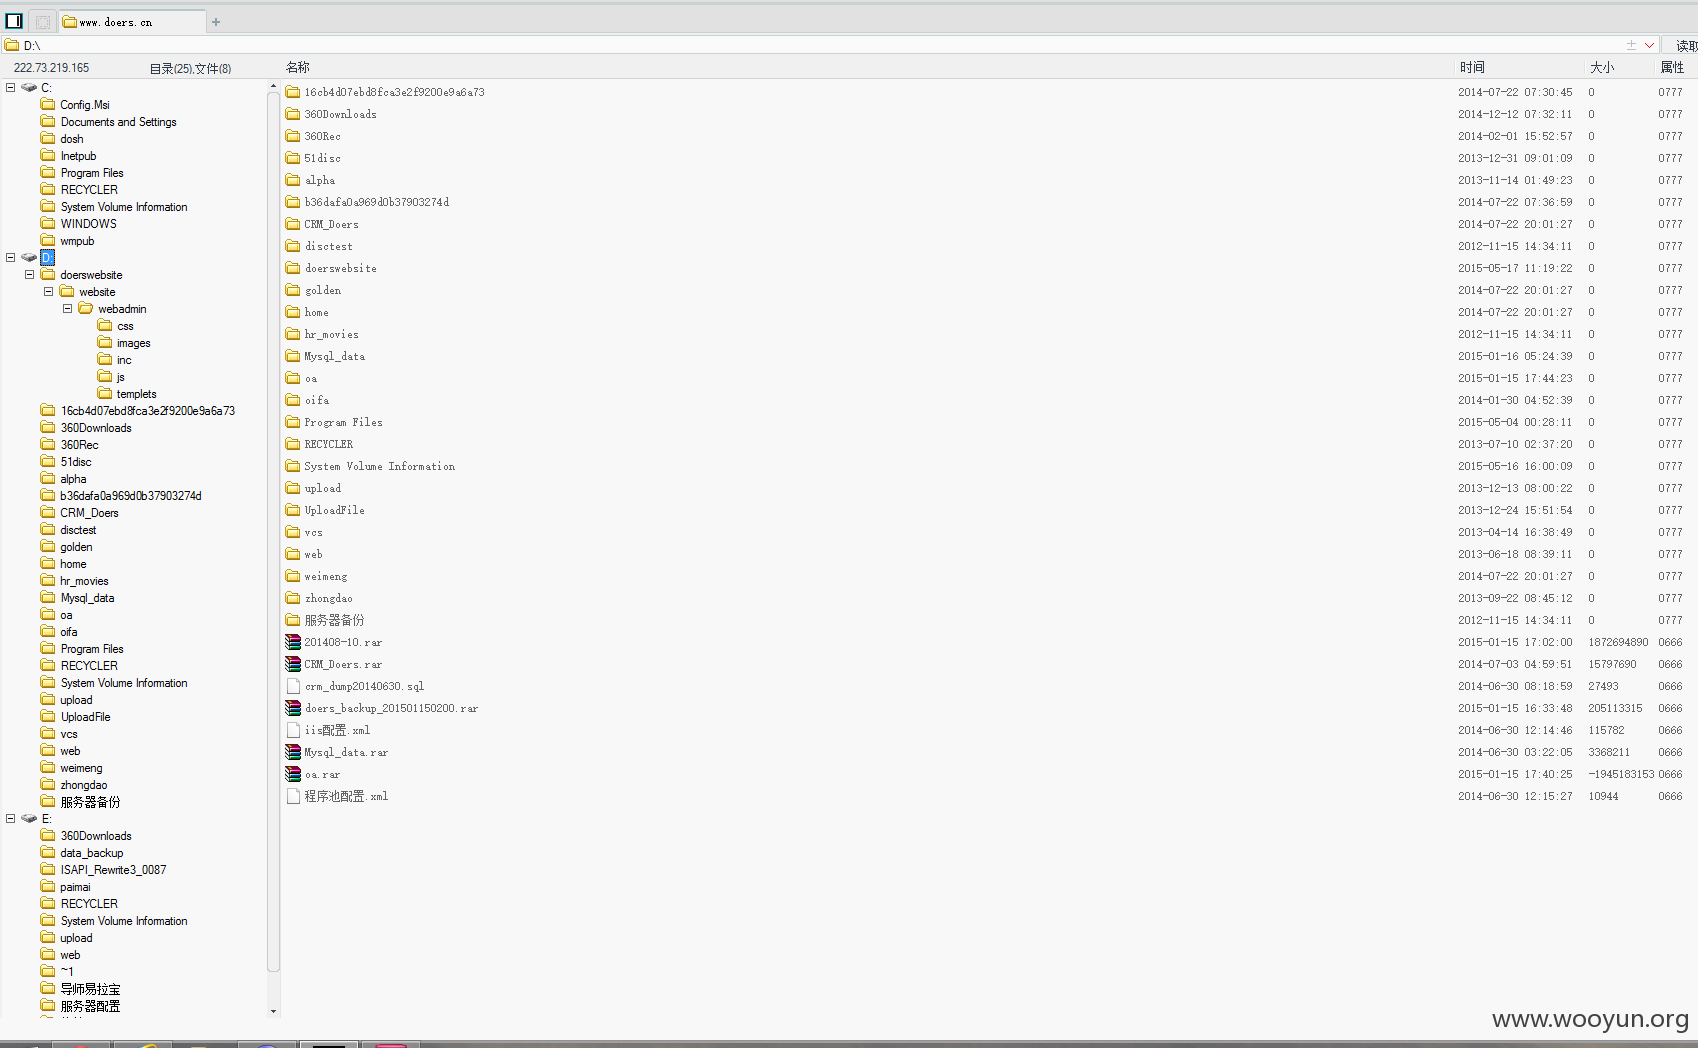 www.doers.cn
D:\
读取
222.73.219.165
目录(25),文件(8)
名称
时间
大小
属性
C:
Config.Msi
Documents and Settings
dosh
Inetpub
Program Files
RECYCLER
System Volume Information
WINDOWS
wmpub
D:
doerswebsite
website
webadmin
css
images
inc
js
templets
16cb4d07ebd8fca3e2f9200e9a6a73
360Downloads
360Rec
51disc
alpha
b36dafa0a969d0b37903274d
CRM_Doers
disctest
golden
home
hr_movies
Mysql_data
oa
oifa
Program Files
RECYCLER
System Volume Information
upload
UploadFile
vcs
web
weimeng
zhongdao
服务器备份
E:
360Downloads
data_backup
ISAPI_Rewrite3_0087
paimai
RECYCLER
System Volume Information
upload
web
~1
导师易拉宝
服务器配置
16cb4d07ebd8fca3e2f9200e9a6a73 2014-07-22 07:30:45 0 0777
360Downloads 2014-12-12 07:32:11 0 0777
360Rec 2014-02-01 15:52:57 0 0777
51disc 2013-12-31 09:01:09 0 0777
alpha 2013-11-14 01:49:23 0 0777
b36dafa0a969d0b37903274d 2014-07-22 07:36:59 0 0777
CRM_Doers 2014-07-22 20:01:27 0 0777
disctest 2012-11-15 14:34:11 0 0777
doerswebsite 2015-05-17 11:19:22 0 0777
golden 2014-07-22 20:01:27 0 0777
home 2014-07-22 20:01:27 0 0777
hr_movies 2012-11-15 14:34:11 0 0777
Mysql_data 2015-01-16 05:24:39 0 0777
oa 2015-01-15 17:44:23 0 0777
oifa 2014-01-30 04:52:39 0 0777
Program Files 2015-05-04 00:28:11 0 0777
RECYCLER 2013-07-10 02:37:20 0 0777
System Volume Information 2015-05-16 16:00:09 0 0777
upload 2013-12-13 08:00:22 0 0777
UploadFile 2013-12-24 15:51:54 0 0777
vcs 2013-04-14 16:38:49 0 0777
web 2013-06-18 08:39:11 0 0777
weimeng 2014-07-22 20:01:27 0 0777
zhongdao 2013-09-22 08:45:12 0 0777
服务器备份 2012-11-15 14:34:11 0 0777
201408-10.rar 2015-01-15 17:02:00 1872694890 0666
CRM_Doers.rar 2014-07-03 04:59:51 15797690 0666
crm_dump20140630.sql 2014-06-30 08:18:59 27493 0666
doers_backup_201501150200.rar 2015-01-15 16:33:48 205113315 0666
iis配置.xml 2014-06-30 12:14:46 115782 0666
Mysql_data.rar 2014-06-30 03:22:05 3368211 0666
oa.rar 2015-01-15 17:40:25 -1945183153 0666
程序池配置.xml 2014-06-30 12:15:27 10944 0666
www.wooyun.org